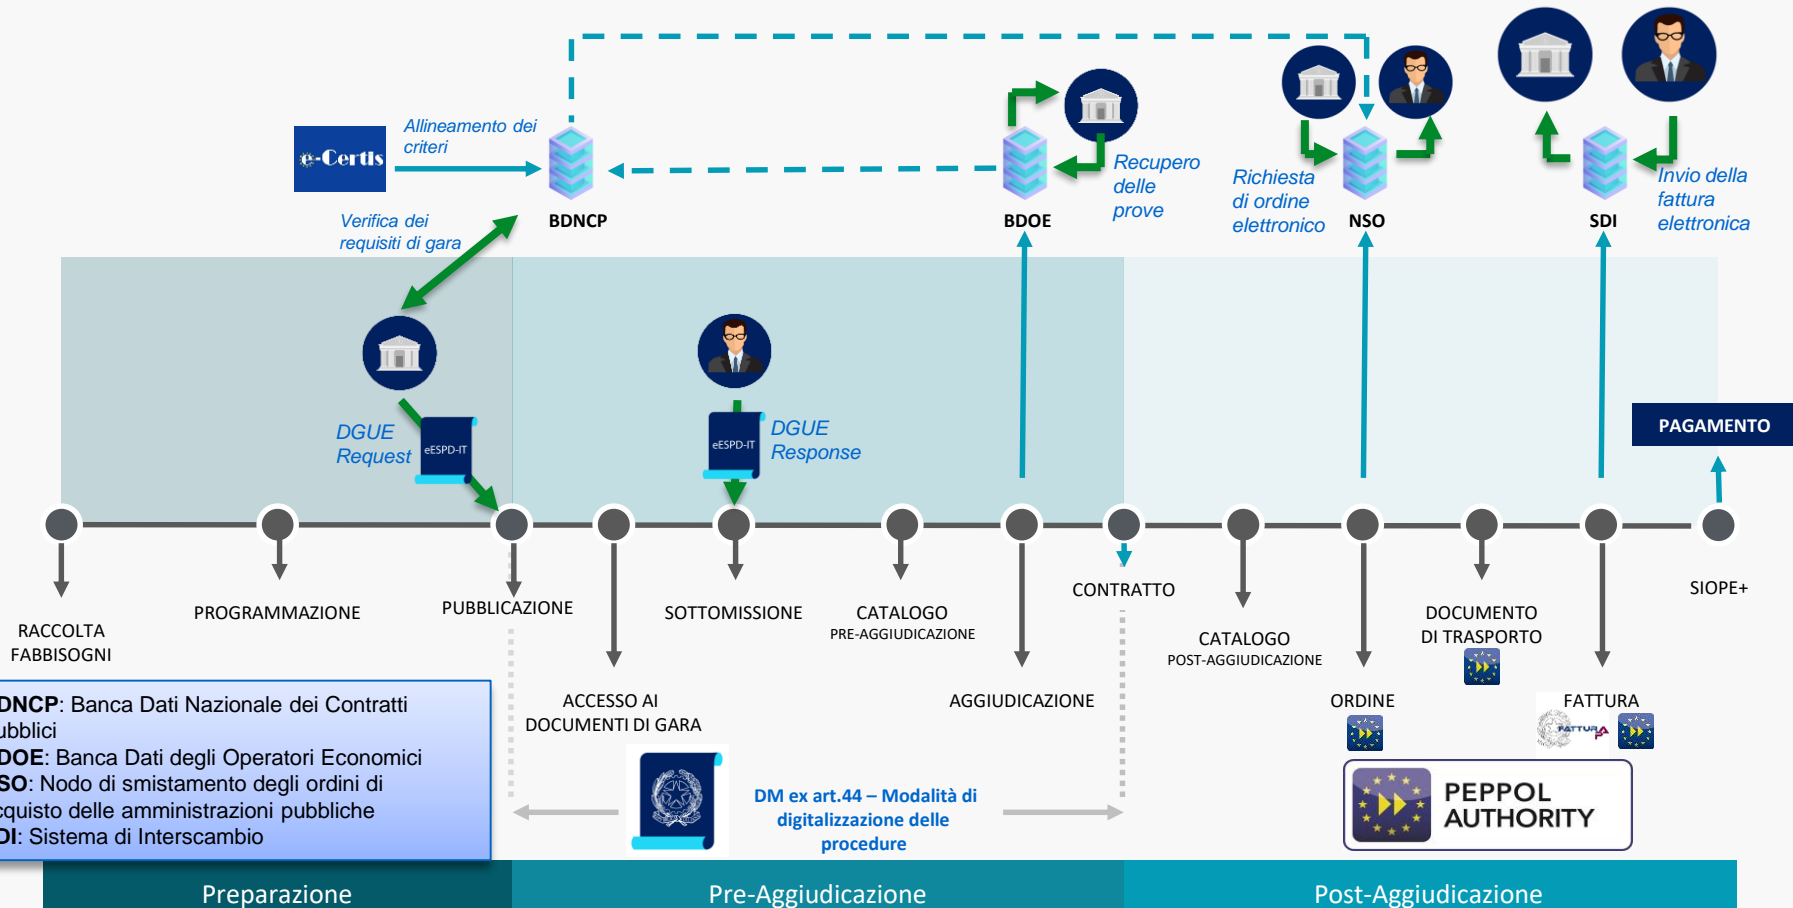 e-Certis
Allineamento dei
criteri
Verifica dei
requisiti di gara
BDNCP
BDOE
Recupero
delle
prove
Richiesta
di ordine
elettronico
NSO
SDI
Invio della
fattura
elettronica
DGUE
Request
eESPD-IT
eESPD-IT
DGUE
Response
PAGAMENTO
RACCOLTA
FABBISOGNI
PROGRAMMAZIONE
PUBBLICAZIONE
ACCESSO AI
DOCUMENTI DI GARA
SOTTOMISSIONE
CATALOGO
PRE-AGGIUDICAZIONE
AGGIUDICAZIONE
CONTRATTO
CATALOGO
POST-AGGIUDICAZIONE
ORDINE
DOCUMENTO
DI TRASPORTO
FATTURA
FATTURAPA
SIOPE+
DNCP: Banca Dati Nazionale dei Contratti
ubblici
DOE: Banca Dati degli Operatori Economici
SO: Nodo di smistamento degli ordini di
cquisto delle amministrazioni pubbliche
DI: Sistema di Interscambio
DM ex art.44 – Modalità di
digitalizzazione delle
procedure
PEPPOL
AUTHORITY
Preparazione
Pre-Aggiudicazione
Post-Aggiudicazione